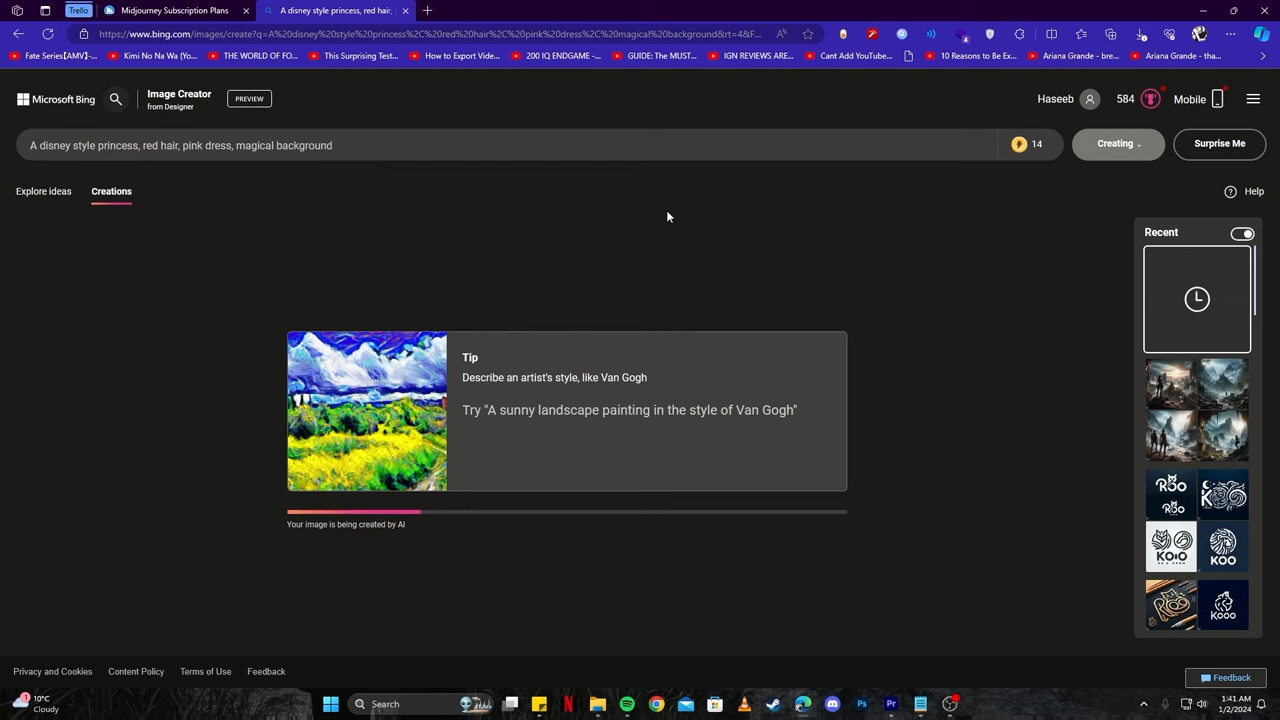 Trello
Midjourney Subscription Plans
A disney style princess, red hair,
https://www.bing.com/images/create?q=A%20disney%20style%20princess%2C%20red%20hair%2C%20pink%20dress%2C%20magical%20background&rt=4&F...
Fate Series【AMV】-...
Kimi No Na Wa (Yo...
THE WORLD OF FO...
This Surprising Test...
How to Export Vide...
200 IQ ENDGAME -...
GUIDE: The MUST...
IGN REVIEWS ARE...
Cant Add YouTube...
10 Reasons to Be Ex...
Ariana Grande - bre...
Ariana Grande - tha...
Microsoft Bing
Image Creator
from Designer
PREVIEW
Haseeb
584
Mobile
A disney style princess, red hair, pink dress, magical background
14
Creating
Surprise Me
Explore ideas
Creations
Help
Recent
Tip
Describe an artist's style, like Van Gogh
Try "A sunny landscape painting in the style of Van Gogh"
Your image is being created by AI
Privacy and Cookies
Content Policy
Terms of Use
Feedback
Feedback
10°C
Cloudy
Search
1:41 AM
1/2/2024